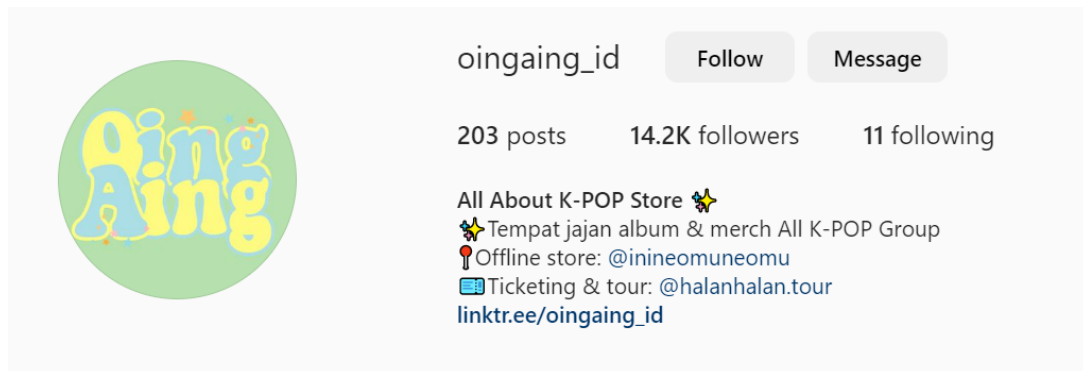 Oing
Aing
oingaing_id Follow Message
203 posts 14.2K followers 11 following
All About K-POP Store ✨
✨Tempat jajan album & merch All K-POP Group
📍Offline store: @inineomuneomu
🎫Ticketing & tour: @halanhalan.tour
linktr.ee/oingaing_id